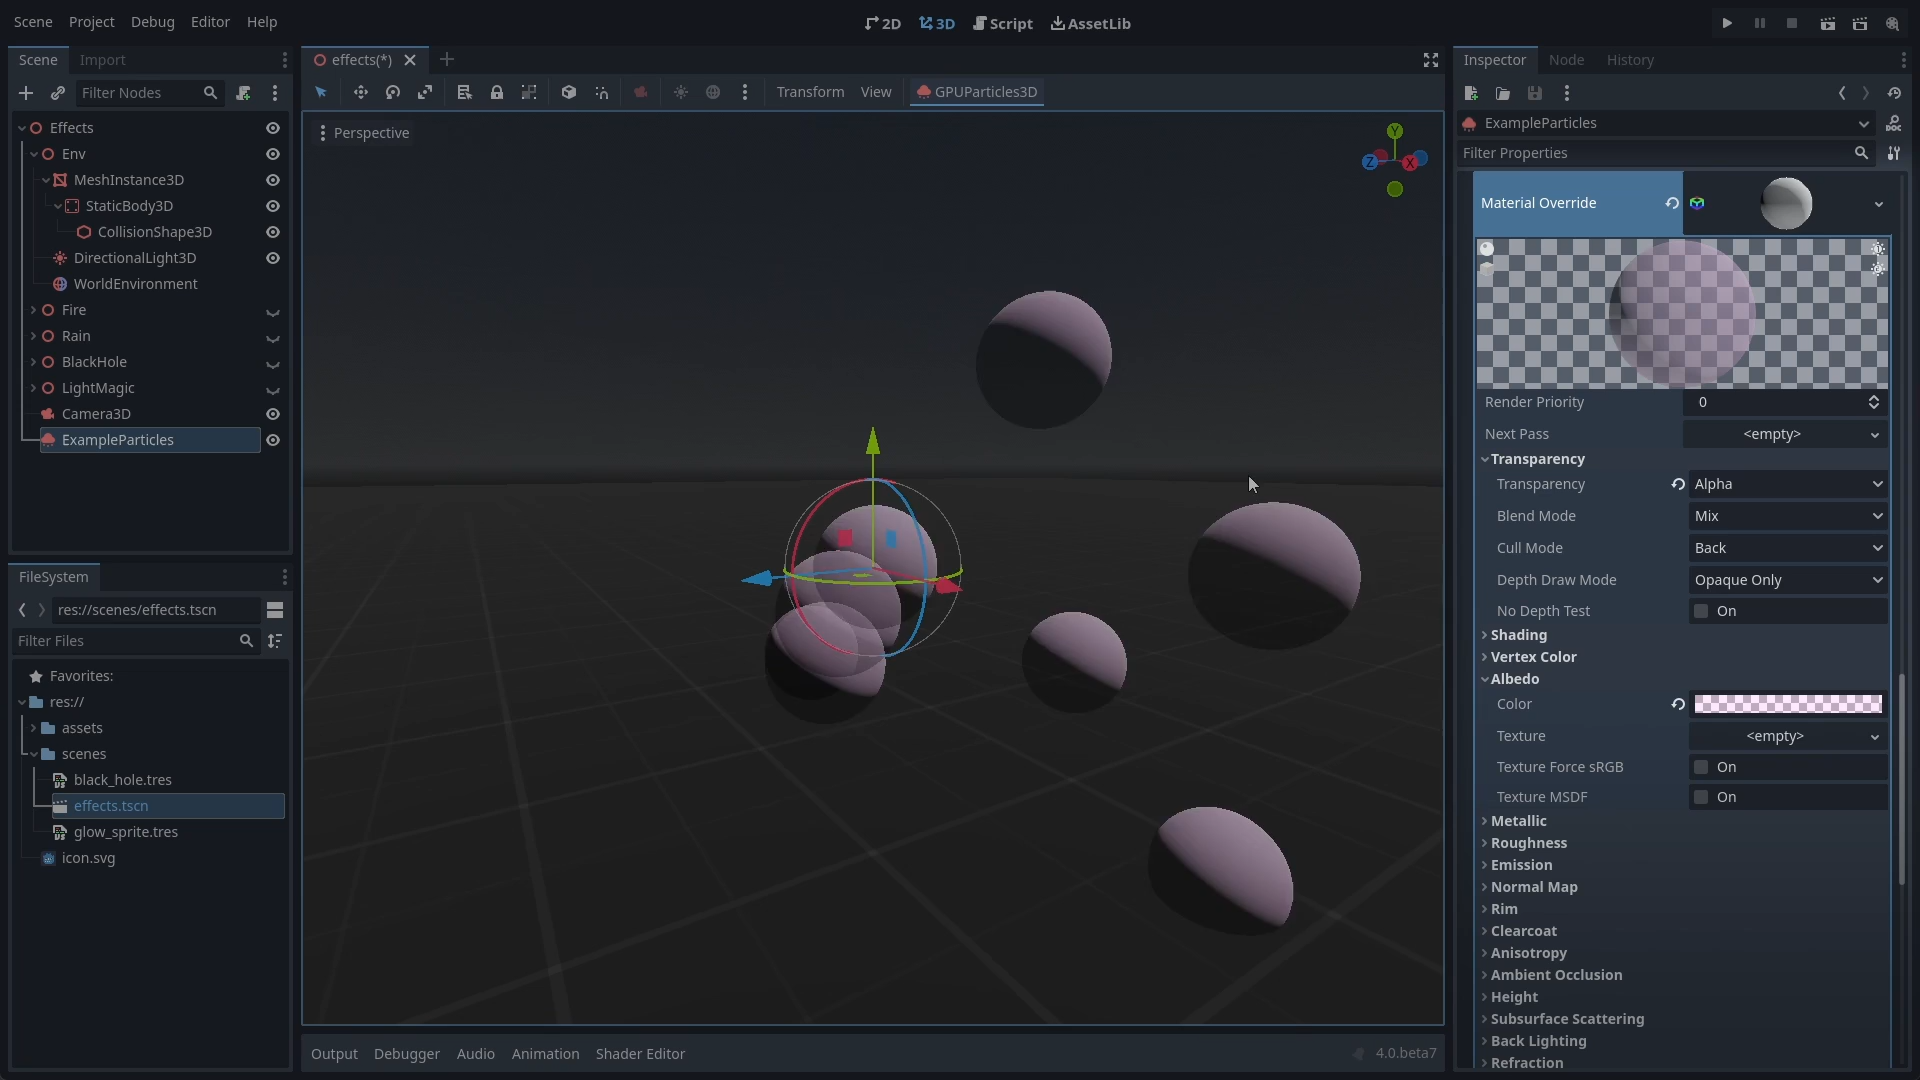 Scene Project Debug Editor Help
2D 3D Script AssetLib
Scene Import
Filter Nodes
Effects
Env
MeshInstance3D
StaticBody3D
CollisionShape3D
DirectionalLight3D
WorldEnvironment
Fire
Rain
BlackHole
LightMagic
Camera3D
ExampleParticles
FileSystem
res://scenes/effects.tscn
Filter Files
Favorites:
res://
assets
scenes
black_hole.tres
effects.tscn
glow_sprite.tres
icon.svg
effects(*)
Transform View GPUParticles3D
Perspective
Y
Z X
Output Debugger Audio Animation Shader Editor 4.0.beta7
Inspector Node History
ExampleParticles
DOC
Filter Properties
Material Override
Render Priority 0
Next Pass <empty>
Transparency
Transparency Alpha
Blend Mode Mix
Cull Mode Back
Depth Draw Mode Opaque Only
No Depth Test On
Shading
Vertex Color
Albedo
Color
Texture <empty>
Texture Force sRGB On
Texture MSDF On
Metallic
Roughness
Emission
Normal Map
Rim
Clearcoat
Anisotropy
Ambient Occlusion
Height
Subsurface Scattering
Back Lighting
Refraction